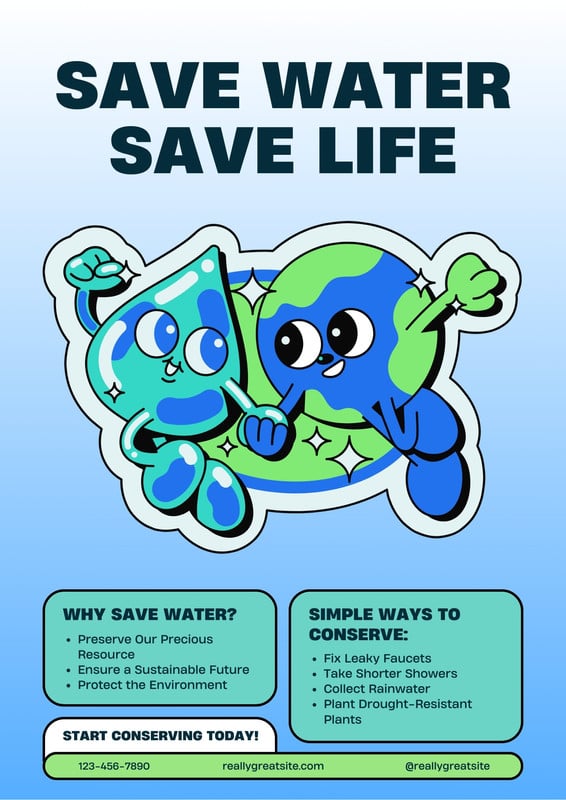 SAVE WATER
SAVE LIFE
WHY SAVE WATER?
• Preserve Our Precious
Resource
• Ensure a Sustainable Future
• Protect the Environment
SIMPLE WAYS TO
CONSERVE:
• Fix Leaky Faucets
• Take Shorter Showers
• Collect Rainwater
• Plant Drought-Resistant
Plants
START CONSERVING TODAY!
123-456-7890 reallygreatsite.com @reallygreatsite